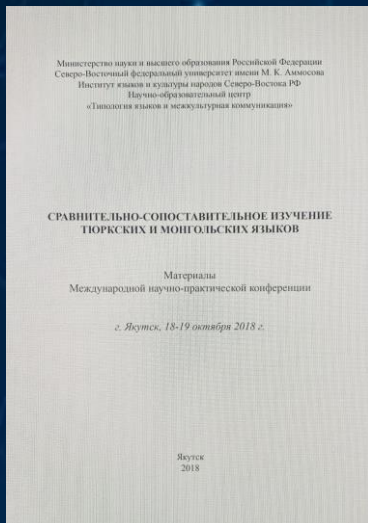 Министерство науки и высшего образования Российской Федерации
Северо-Восточный федеральный университет имени М. К. Аммосова
Институт языков и культуры народов Северо-Востока РФ
Научно-образовательный центр
«Типология языков и межкультурная коммуникация»
СРАВНИТЕЛЬНО-СОПОСТАВИТЕЛЬНОЕ ИЗУЧЕНИЕ
ТЮРКСКИХ И МОНГОЛЬСКИХ ЯЗЫКОВ
Материалы
Международной научно-практической конференции
г. Якутск, 18-19 октября 2018 г.
Якутск
2018